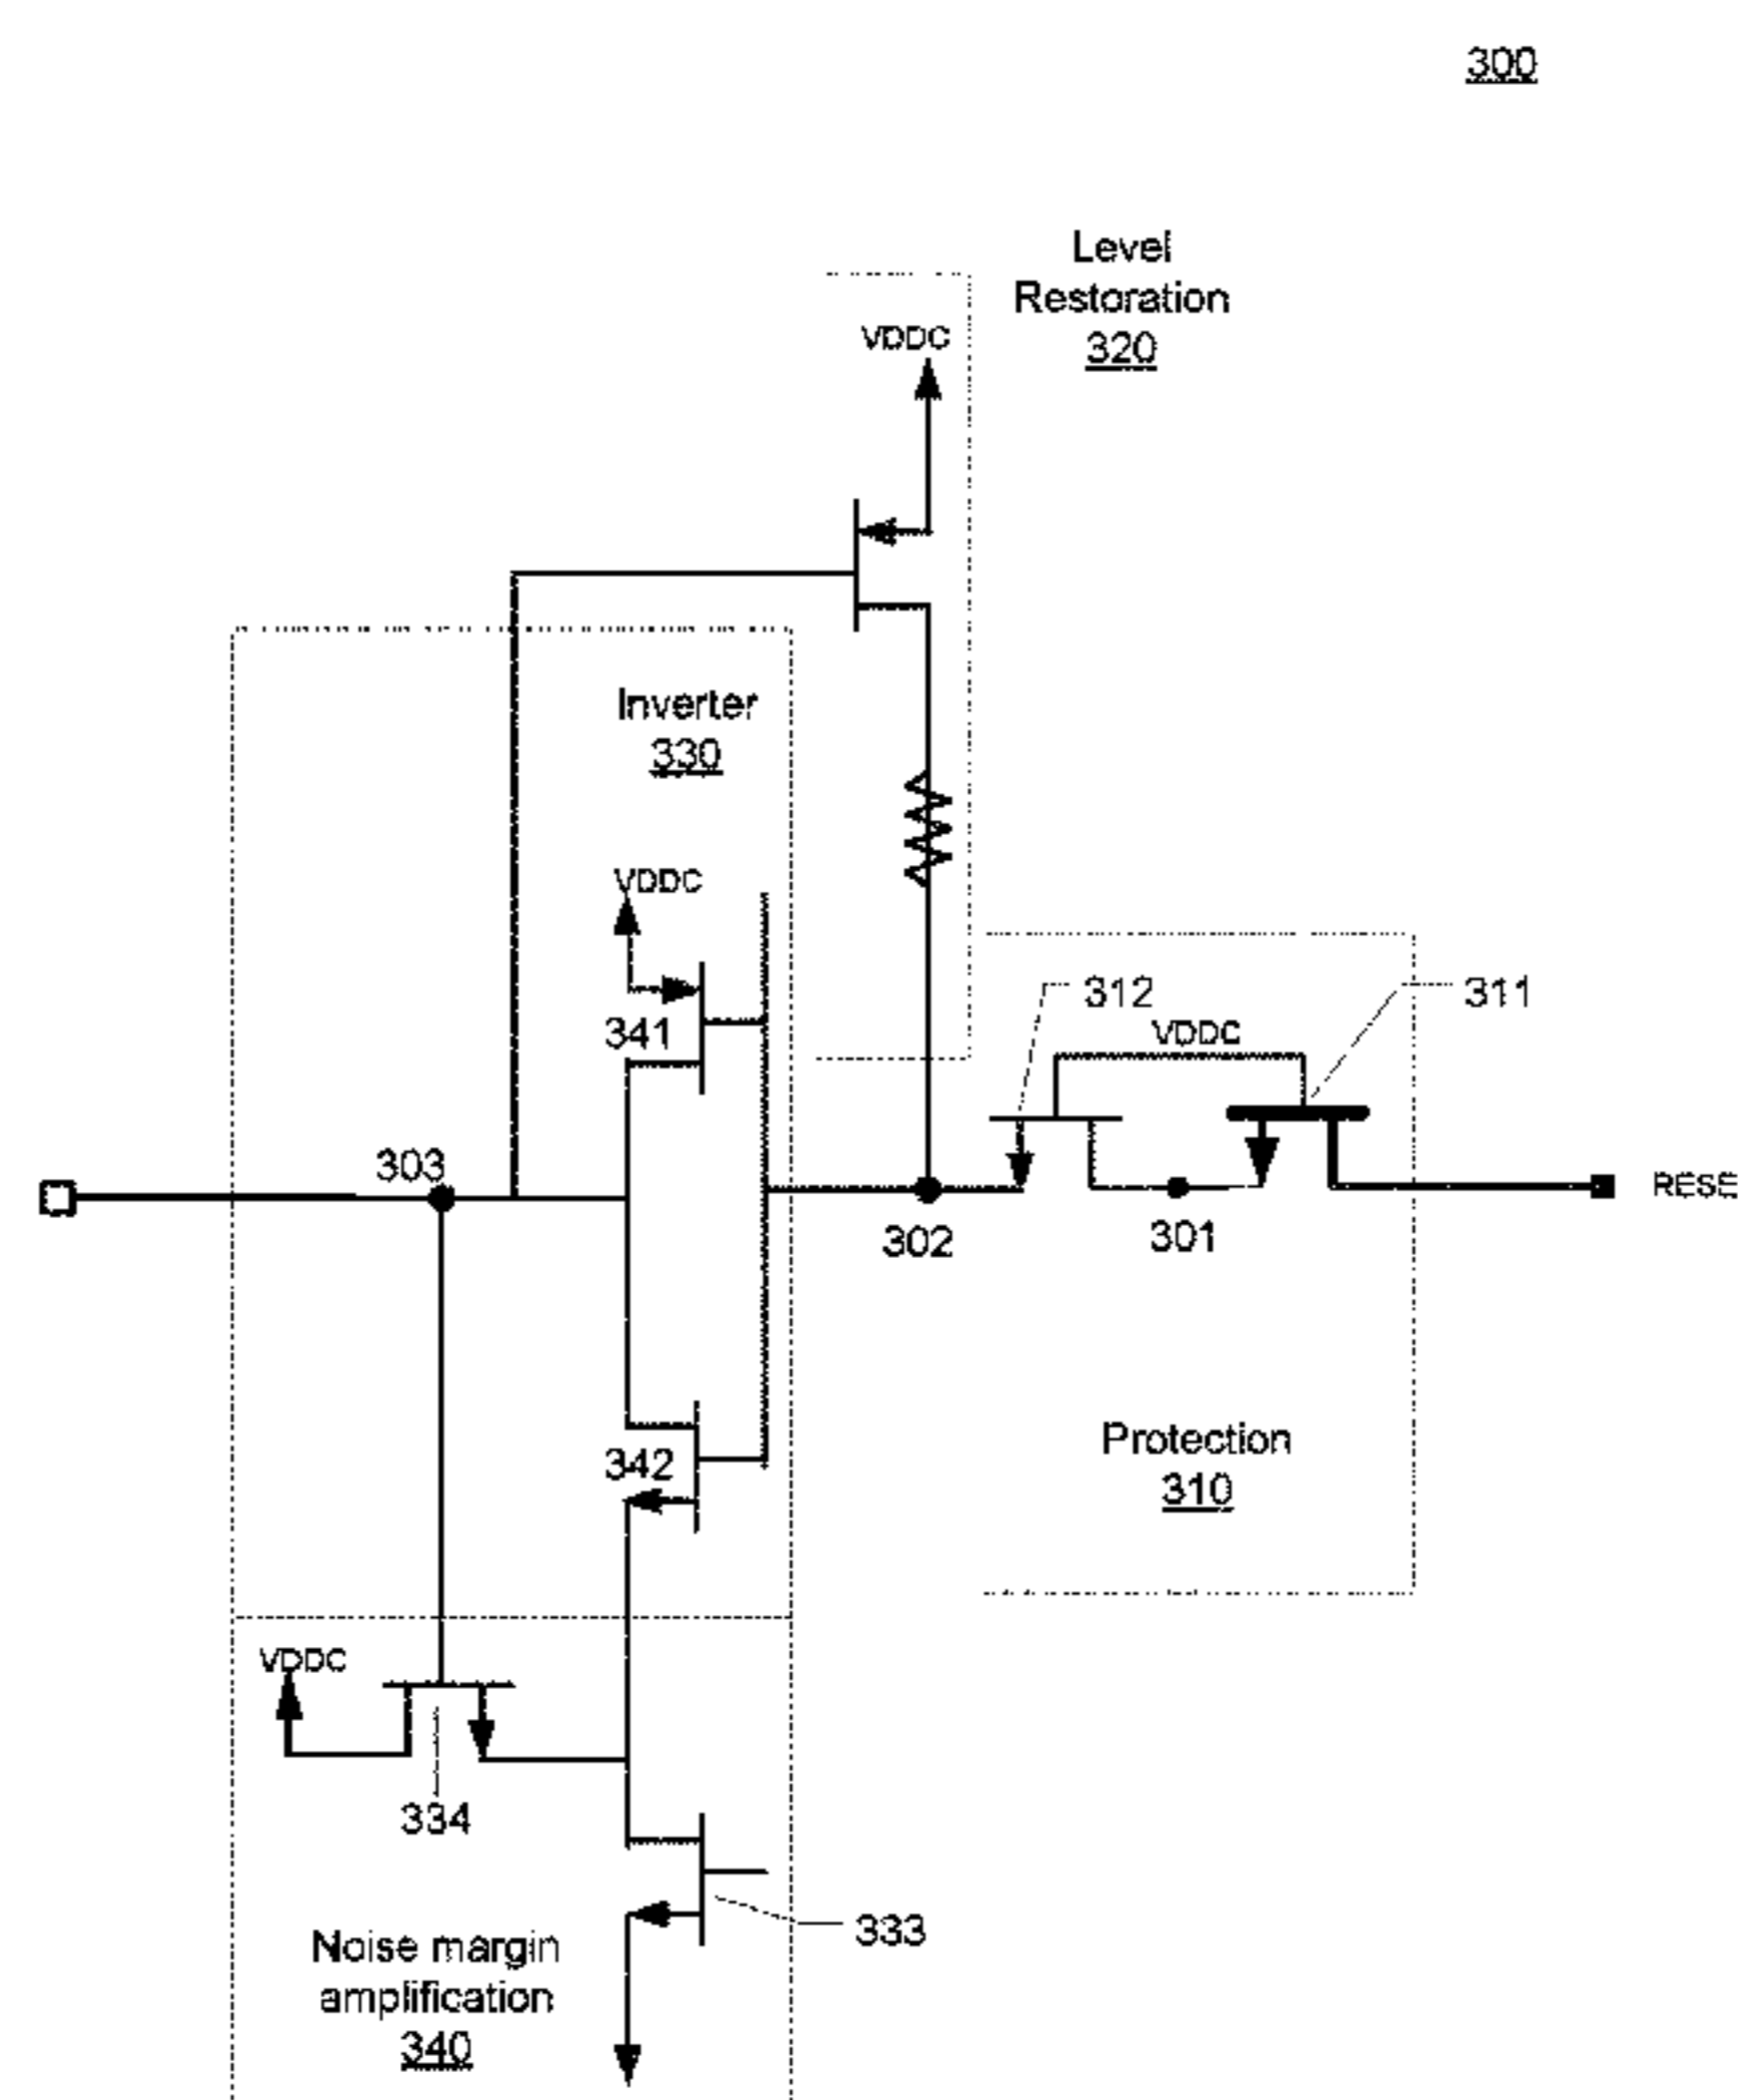 300
Level
Restoration
320
VDDC
Inverter
330
VDDC
341
312
311
VDDC
303
302
301
RESE
342
Protection
310
VDDC
334
333
Noise margin
amplification
340